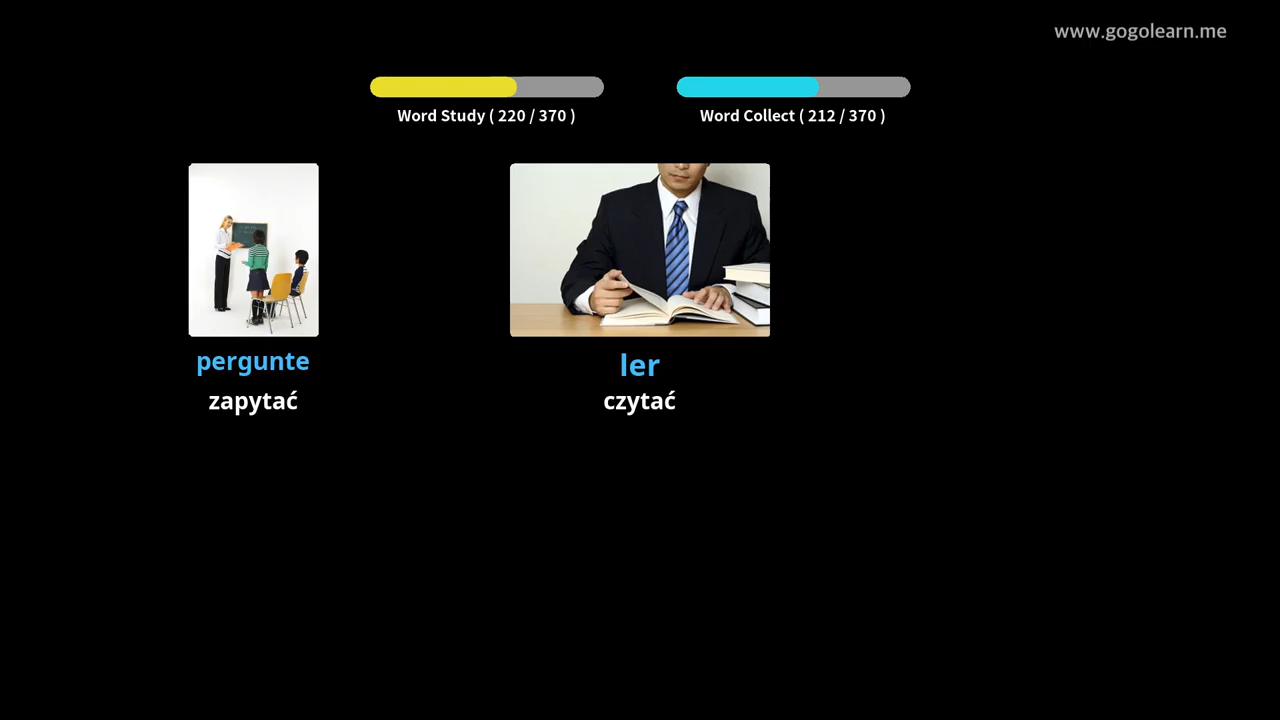 www.gogolearn.me
Word Study ( 220 / 370 )
Word Collect ( 212 / 370 )
pergunte
zapytać
ler
czytać